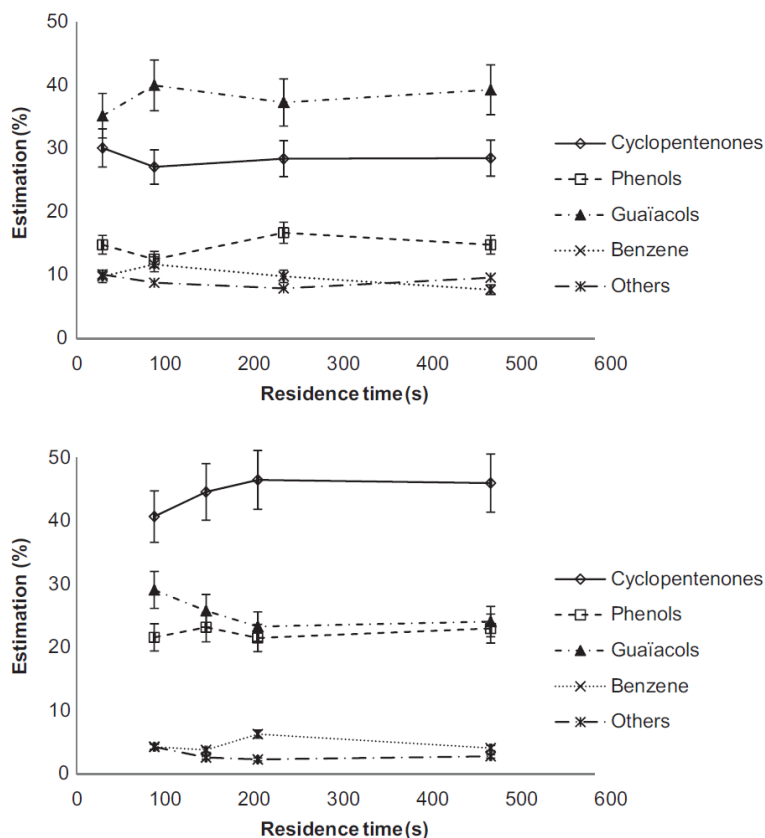 50
40
30
20
10
0
Estimation (%)
0 100 200 300 400 500 600
Residence time (s)
Cyclopentenones
Phenols
Guaïacols
Benzene
Others
50
40
30
20
10
0
Estimation (%)
0 100 200 300 400 500 600
Residence time (s)
Cyclopentenones
Phenols
Guaïacols
Benzene
Others